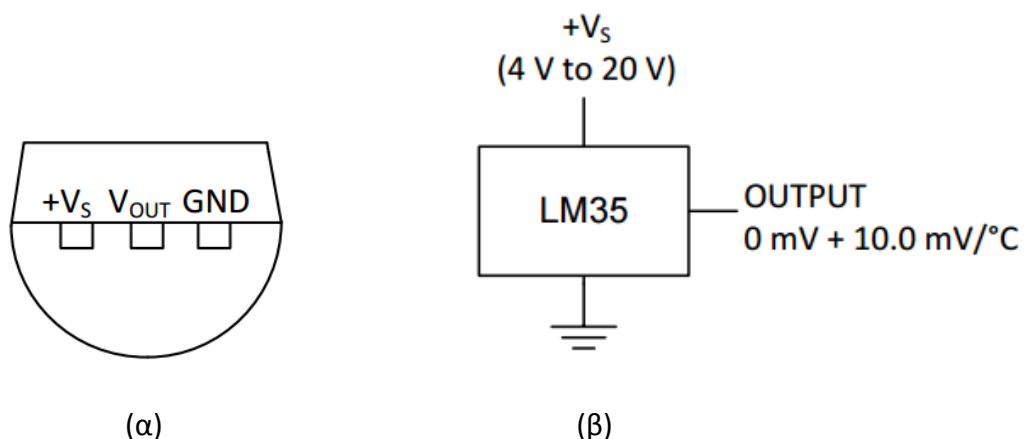 +VS
(4 V to 20 V)
+VS VOUT GND
LM35
OUTPUT
0 mV + 10.0 mV/°C
(α)
(β)